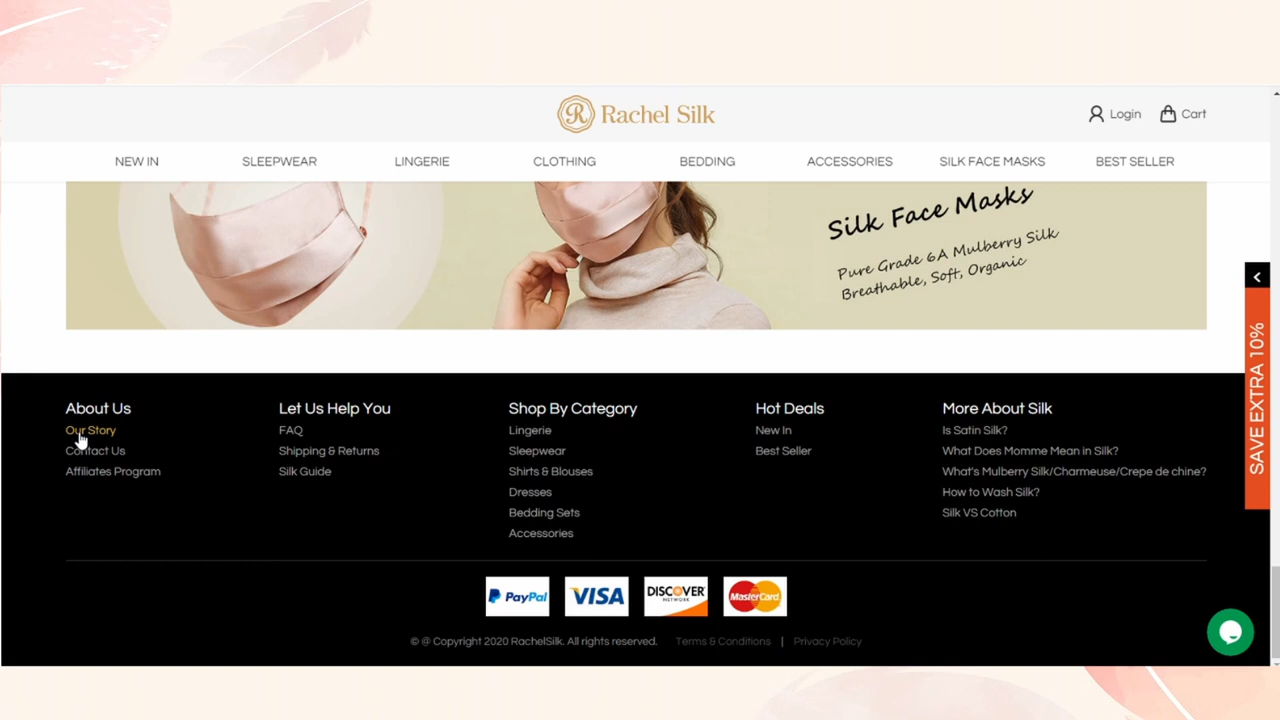 R Rachel Silk
Login
Cart
NEW IN
SLEEPWEAR
LINGERIE
CLOTHING
BEDDING
ACCESSORIES
SILK FACE MASKS
BEST SELLER
Silk Face Masks
Pure Grade 6A Mulberry Silk
Breathable, Soft, Organic
SAVE EXTRA 10%
About Us
Our Story
Contact Us
Affiliates Program
Let Us Help You
FAQ
Shipping & Returns
Silk Guide
Shop By Category
Lingerie
Sleepwear
Shirts & Blouses
Dresses
Bedding Sets
Accessories
Hot Deals
New In
Best Seller
More About Silk
Is Satin Silk?
What Does Momme Mean in Silk?
What's Mulberry Silk/Charmeuse/Crepe de chine?
How to Wash Silk?
Silk VS Cotton
PayPal
VISA
DISCOVER
NETWORK
MasterCard
© @ Copyright 2020 RachelSilk. All rights reserved.
Terms & Conditions | Privacy Policy